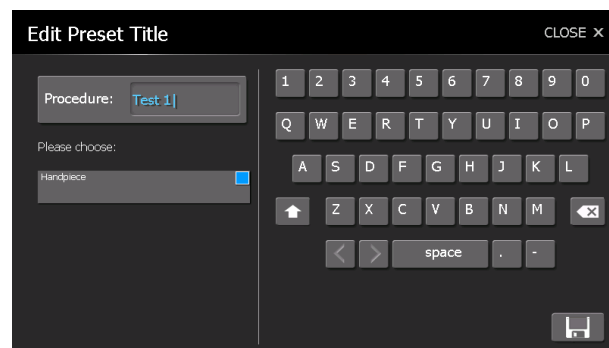 Edit Preset Title
CLOSE ×
Procedure: Test 1
Please choose:
Handpiece
1 2 3 4 5 6 7 8 9 0
Q W E R T Y U I O P
A S D F G H J K L
Z X C V B N M
< > space . -